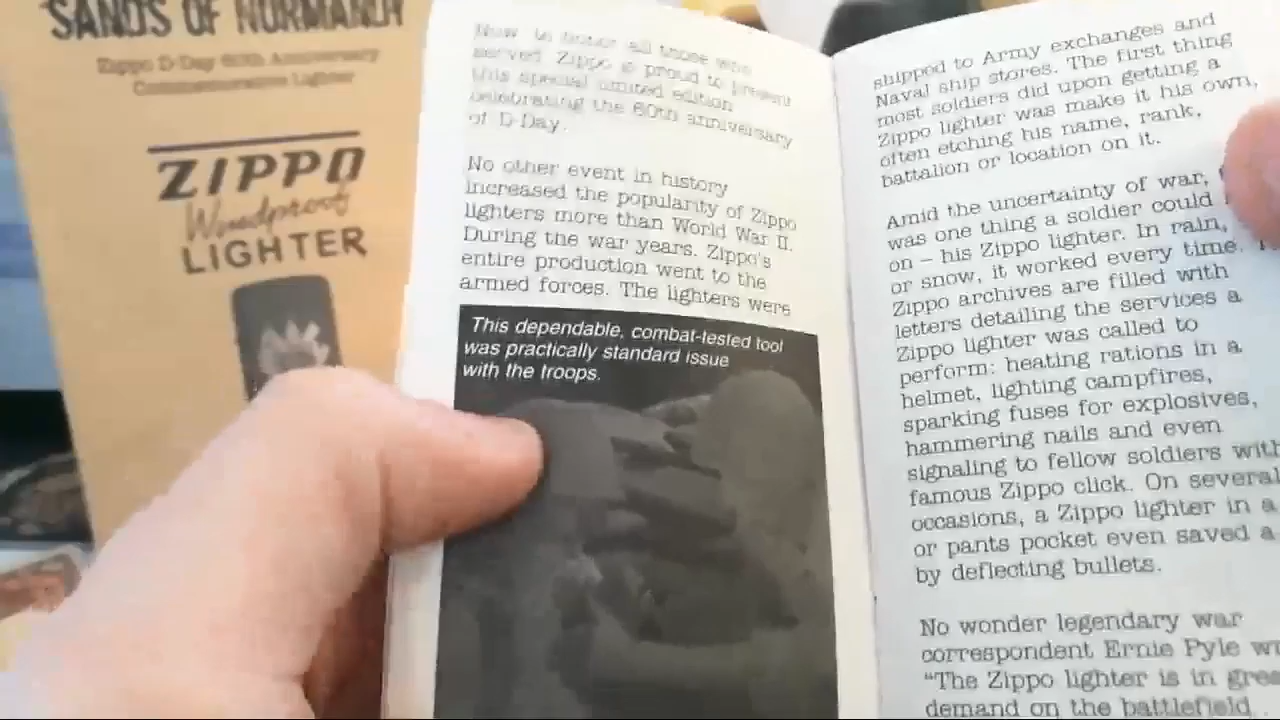 SANDS OF NORMANDY
Zippo D-Day 60th Anniversary
Commemorative Lighter
ZIPPO
Windproof
LIGHTER
Now to honor all those who
served Zippo is proud to present
this special limited edition
celebrating the 60th anniversary
of D-Day.
No other event in history
increased the popularity of Zippo
lighters more than World War II.
During the war years. Zippo's
entire production went to the
armed forces. The lighters were
This dependable, combat-tested tool
was practically standard issue
with the troops.
shipped to Army exchanges and
Naval ship stores. The first thing
most soldiers did upon getting a
Zippo lighter was make it his own,
often etching his name, rank,
battalion or location on it.
Amid the uncertainty of war,
was one thing a soldier could
on – his Zippo lighter. In rain,
or snow, it worked every time.
Zippo archives are filled with
letters detailing the services a
Zippo lighter was called to
perform: heating rations in a
helmet, lighting campfires,
sparking fuses for explosives,
hammering nails and even
signaling to fellow soldiers with
famous Zippo click. On several
occasions, a Zippo lighter in a
or pants pocket even saved a
by deflecting bullets.
No wonder legendary war
correspondent Ernie Pyle
"The Zippo lighter is in
demand on the battlefield,